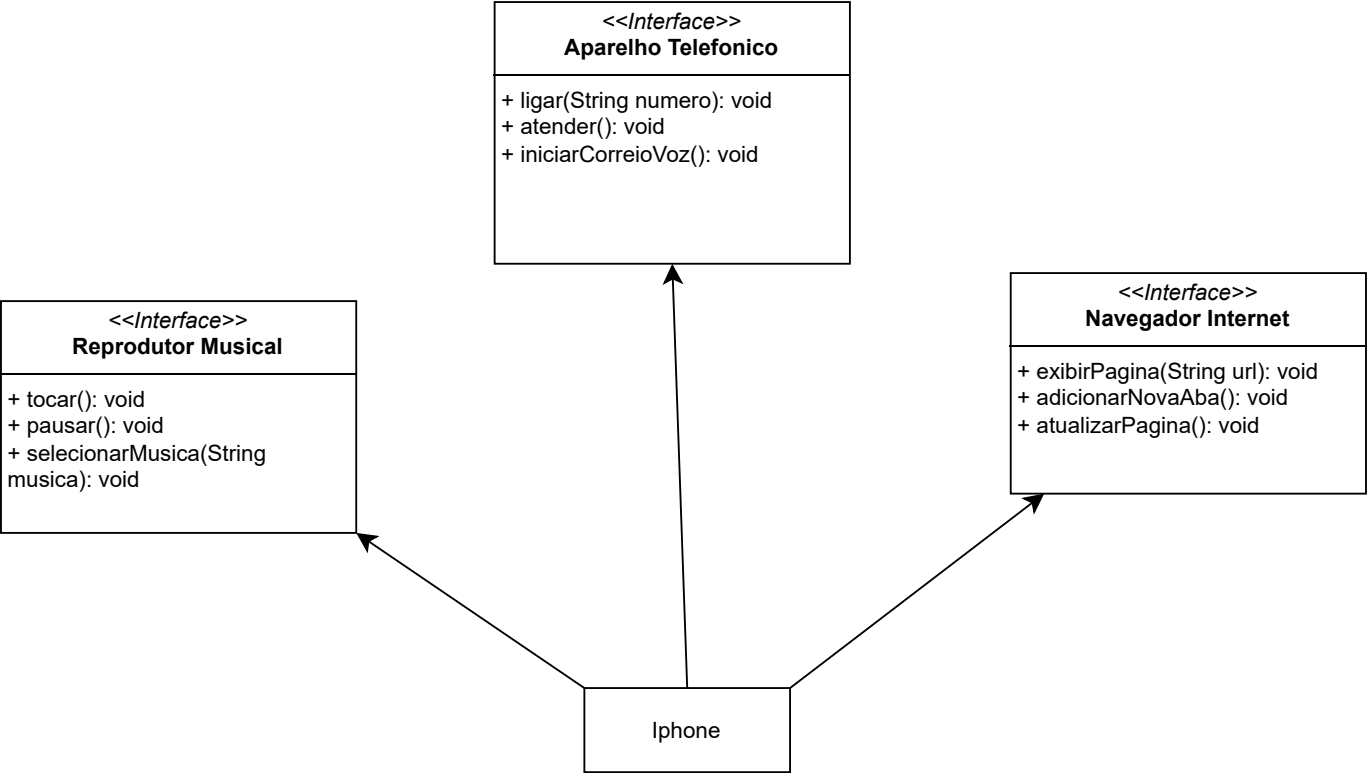 <<Interface>>
Aparelho Telefonico
+ ligar(String numero): void
+ atender(): void
+ iniciarCorreioVoz(): void
<<Interface>>
Reprodutor Musical
+ tocar(): void
+ pausar(): void
+ selecionarMusica(String
musica): void
<<Interface>>
Navegador Internet
+ exibirPagina(String url): void
+ adicionarNovaAba(): void
+ atualizarPagina(): void
Iphone